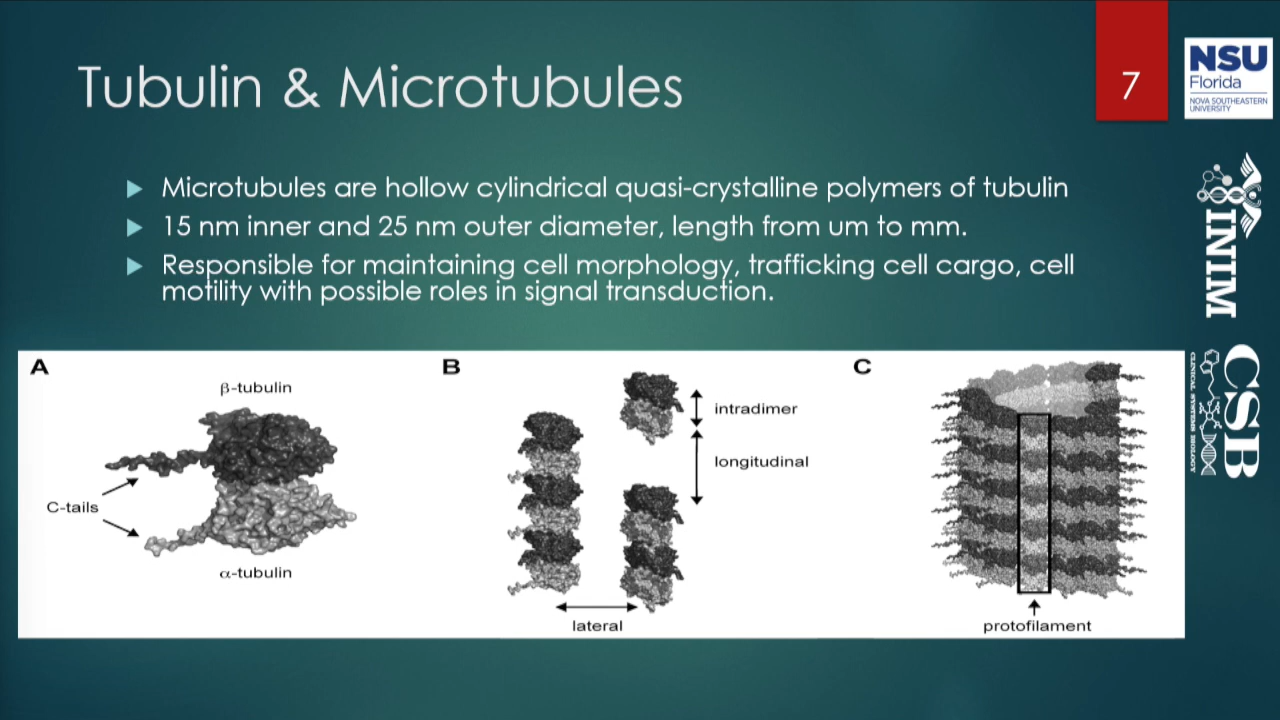 Tubulin & Microtubules
7
NSU
Florida
NOVA SOUTHEASTERN
UNIVERSITY
Microtubules are hollow cylindrical quasi-crystalline polymers of tubulin
15 nm inner and 25 nm outer diameter, length from um to mm.
Responsible for maintaining cell morphology, trafficking cell cargo, cell
motility with possible roles in signal transduction.
INIM
CSB
CLINICAL SYSTEMS BIOLOGY
A
β-tubulin
C-tails
α-tubulin
B
intradimer
longitudinal
lateral
C
protofilament